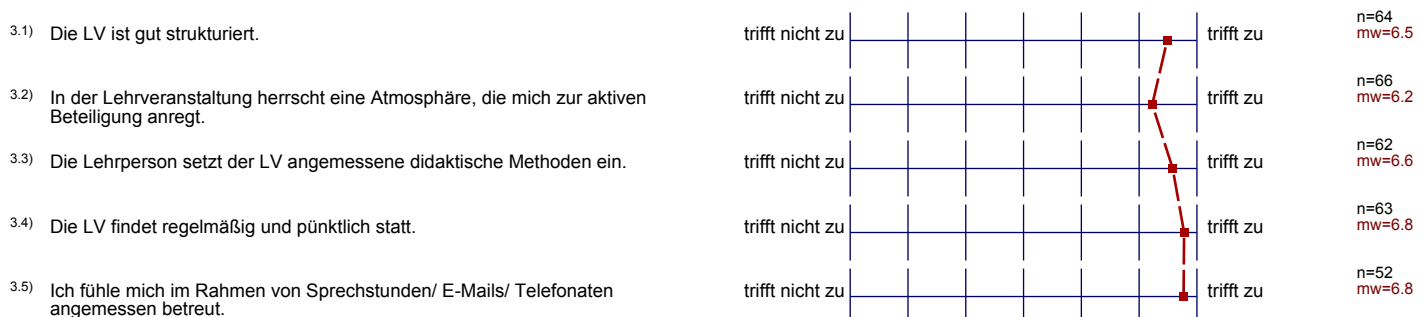 3.1) Die LV ist gut strukturiert. trifft nicht zu trifft zu n=64
mw=6.5
3.2) In der Lehrveranstaltung herrscht eine Atmosphäre, die mich zur aktiven
Beteiligung anregt. trifft nicht zu trifft zu n=66
mw=6.2
3.3) Die Lehrperson setzt der LV angemessene didaktische Methoden ein. trifft nicht zu trifft zu n=62
mw=6.6
3.4) Die LV findet regelmäßig und pünktlich statt. trifft nicht zu trifft zu n=63
mw=6.8
3.5) Ich fühle mich im Rahmen von Sprechstunden/ E-Mails/ Telefonaten
angemessen betreut. trifft nicht zu trifft zu n=52
mw=6.8